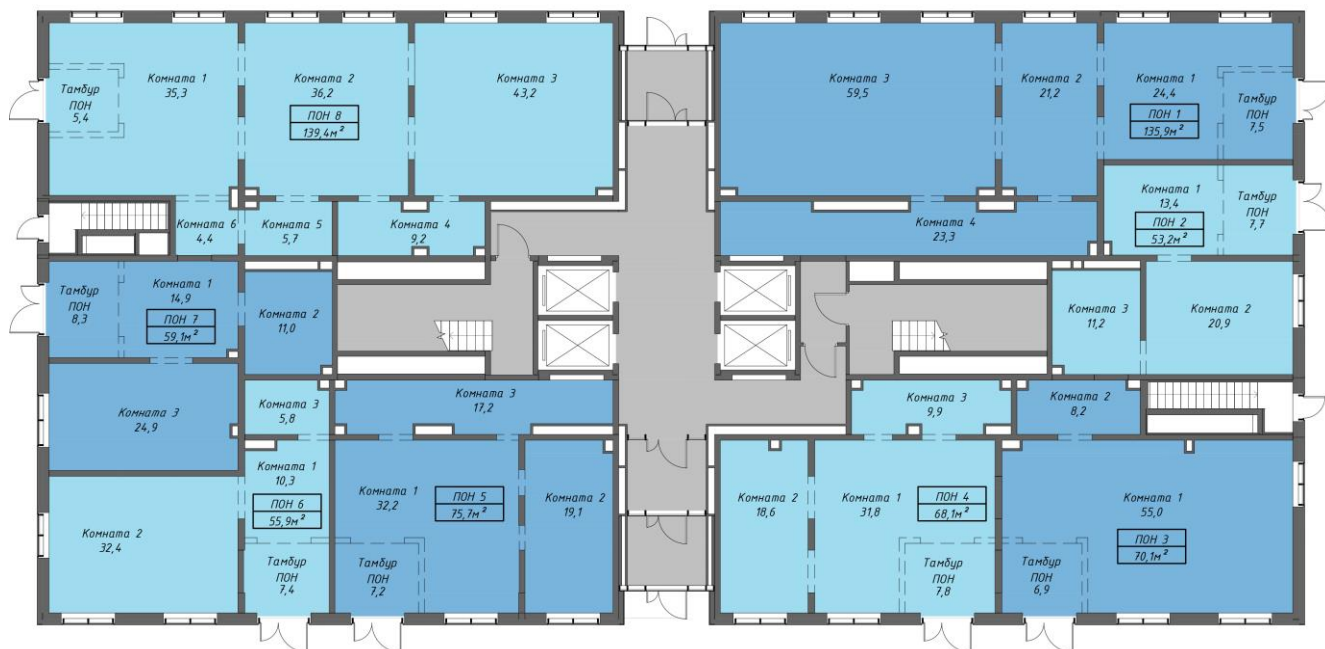 Комната 1
35,3
Тамбур
ПОН
5,4
Комната 2
36,2
ПОН 8
139,4м²
Комната 3
43,2
Комната 6
4,4
Комната 5
5,7
Комната 4
9,2
Комната 3
59,5
Комната 2
21,2
Комната 1
24,4
ПОН 1
135,9м²
Тамбур
ПОН
7,5
Комната 4
23,3
Комната 1
13,4
ПОН 2
53,2м²
Тамбур
ПОН
7,7
Комната 3
11,2
Комната 2
20,9
Тамбур
ПОН
8,3
Комната 1
14,9
ПОН 7
59,1м²
Комната 2
11,0
Комната 3
24,9
Комната 3
5,8
Комната 3
17,2
Комната 3
9,9
Комната 2
8,2
Комната 2
32,4
Комната 1
10,3
ПОН 6
55,9м²
Тамбур
ПОН
7,4
Комната 1
32,2
ПОН 5
75,7м²
Тамбур
ПОН
7,2
Комната 2
19,1
Комната 2
18,6
Комната 1
31,8
ПОН 4
68,1м²
Тамбур
ПОН
7,8
Комната 1
55,0
ПОН 3
70,1м²
Тамбур
ПОН
6,9